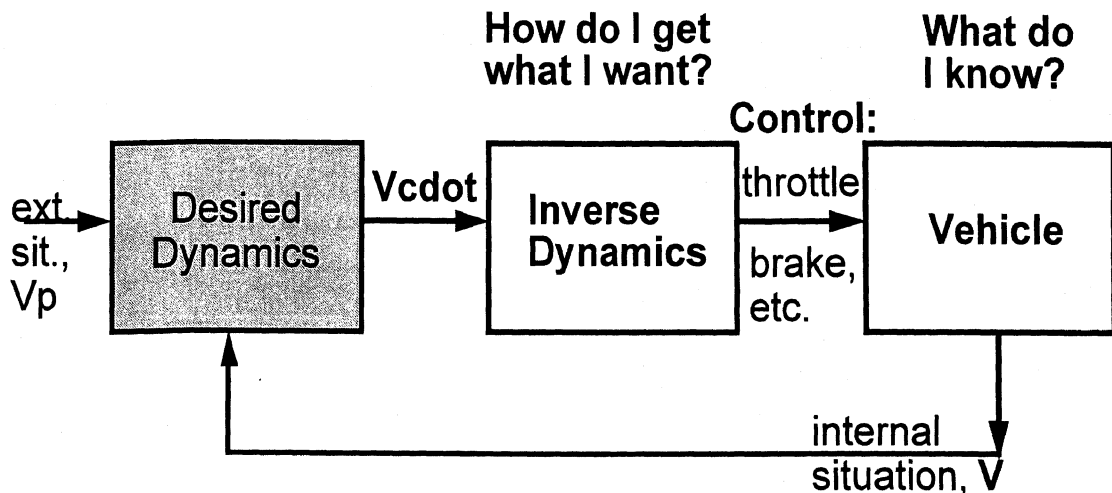 How do I get
what I want?
What do
I know?
Control:
ext.
sit.,
Vp
Desired
Dynamics
Vcdot
Inverse
Dynamics
throttle
brake,
etc.
Vehicle
internal
situation, V